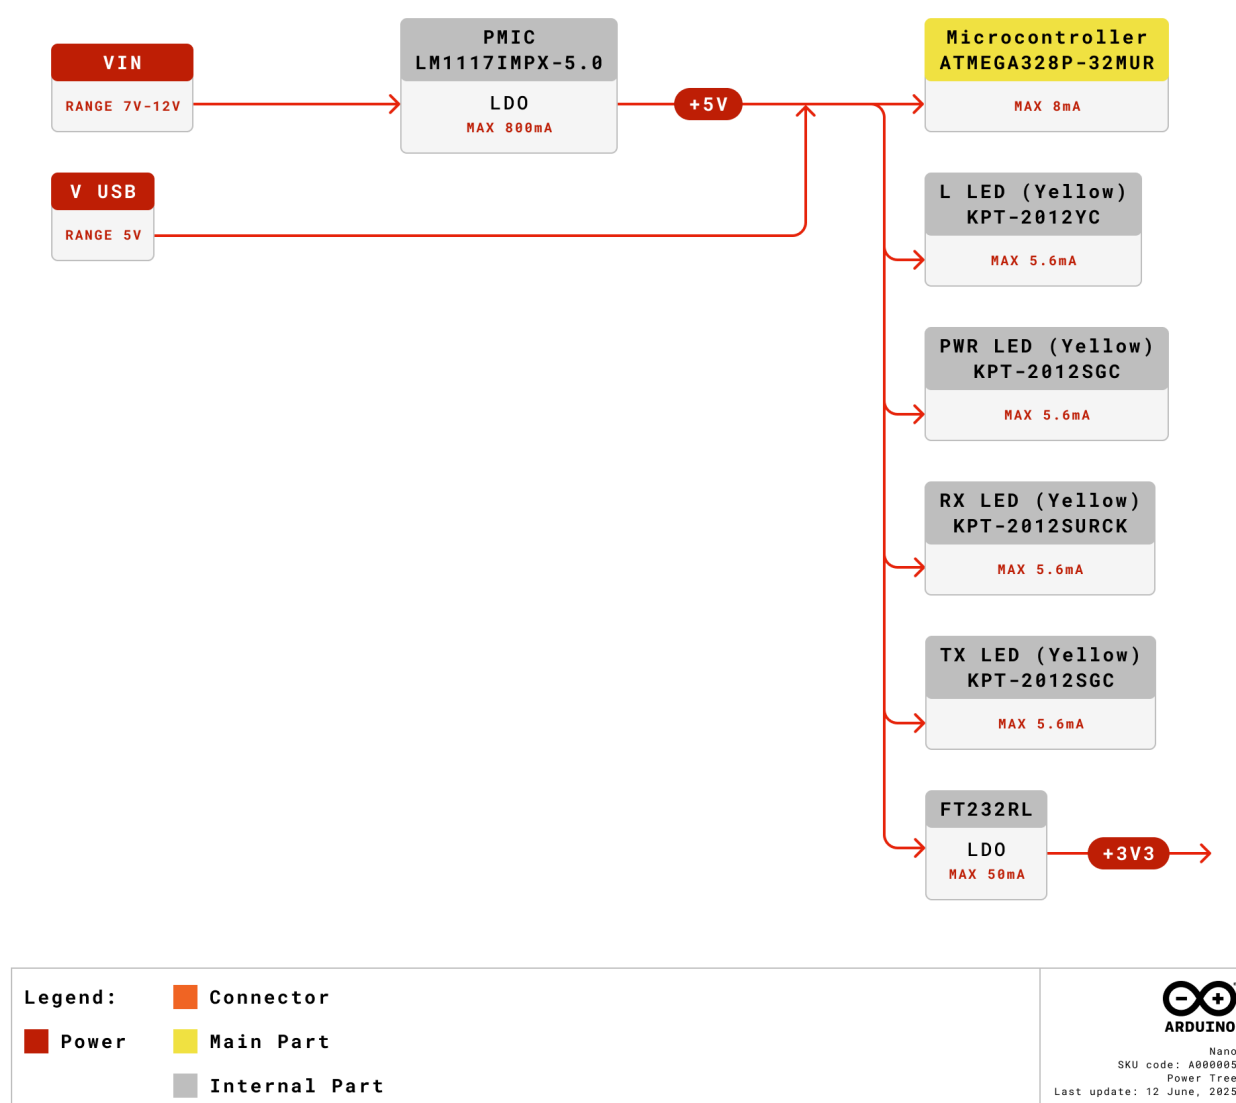 VIN
RANGE 7V-12V
V USB
RANGE 5V
PMIC
LM1117IMPX-5.0
LDO
MAX 800mA
+5V
Microcontroller
ATMEGA328P-32MUR
MAX 8mA
L LED (Yellow)
KPT-2012YC
MAX 5.6mA
PWR LED (Yellow)
KPT-2012SGC
MAX 5.6mA
RX LED (Yellow)
KPT-2012SURCK
MAX 5.6mA
TX LED (Yellow)
KPT-2012SGC
MAX 5.6mA
FT232RL
LDO
MAX 50mA
+3V3
Legend:
Power
Connector
Main Part
Internal Part
ARDUINO
Nano
SKU code: A000005
Power Tree
Last update: 12 June, 2025